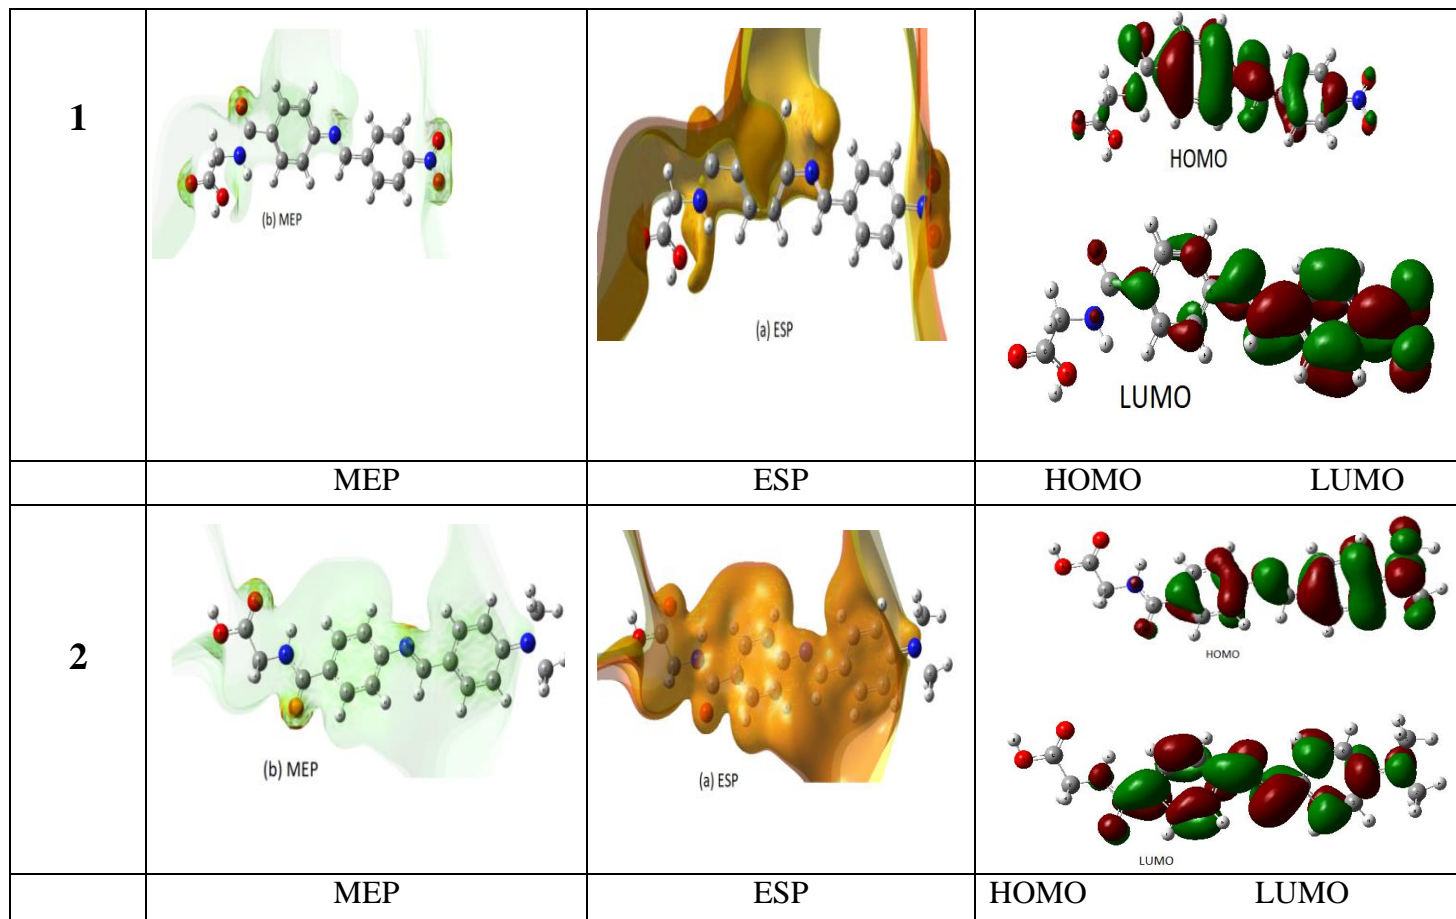 1
(b) MEP
(a) ESP
HOMO
LUMO
MEP
ESP
HOMO LUMO
2
(b) MEP
(a) ESP
HOMO
LUMO
MEP
ESP
HOMO LUMO